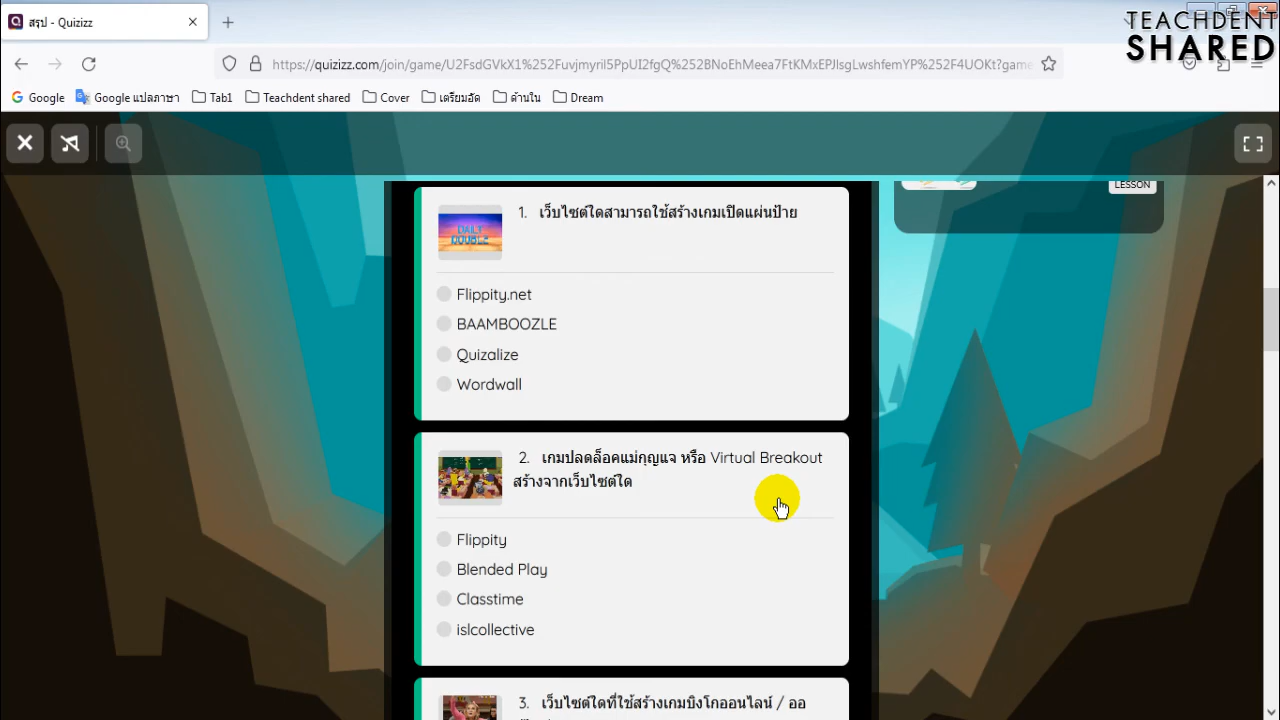 สรุป - Quizizz
TEACHDENT
SHARED
https://quizizz.com/join/game/
Google
Google แปลภาษา
Tab1
Teachdent shared
Cover
เตรียมอัด
ด้านใน
Dream
LESSON
DAILY
DOUBLE
1. เว็บไซต์ใดสามารถใช้สร้างเกมเปิดแผ่นป้าย
Flippity.net
BAAMBOOZLE
Quizalize
Wordwall
2. เกมปลดล็อคแม่กุญแจ หรือ Virtual Breakout
สร้างจากเว็บไซต์ใด
Flippity
Blended Play
Classtime
islcollective
3. เว็บไซต์ใดที่ใช้สร้างเกมบิงโกออนไลน์ / ออ